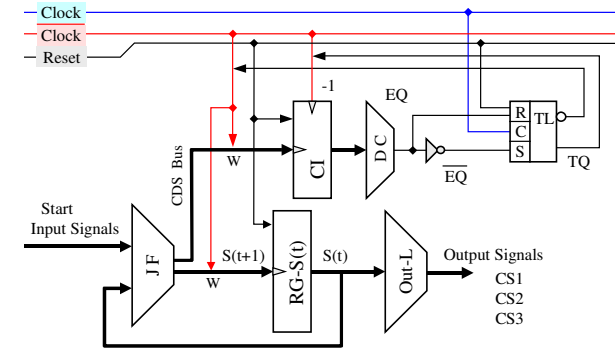 Clock
Clock
Reset
-1
EQ
R
TL
C
S
TQ
EQ
CDS Bus
W
CI
D C
Start
Input Signals
J F
S(t+1)
W
RG-S(t)
S(t)
Out-L
Output Signals
CS1
CS2
CS3